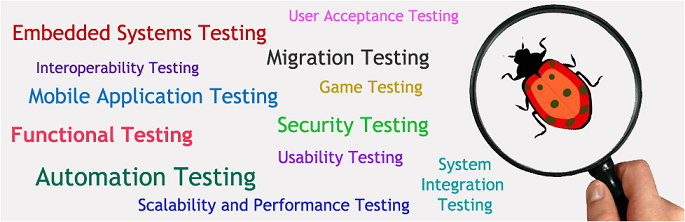 User Acceptance Testing
Embedded Systems Testing
Migration Testing
Interoperability Testing
Game Testing
Mobile Application Testing
Security Testing
Functional Testing
Usability Testing
System
Integration
Testing
Automation Testing
Scalability and Performance Testing